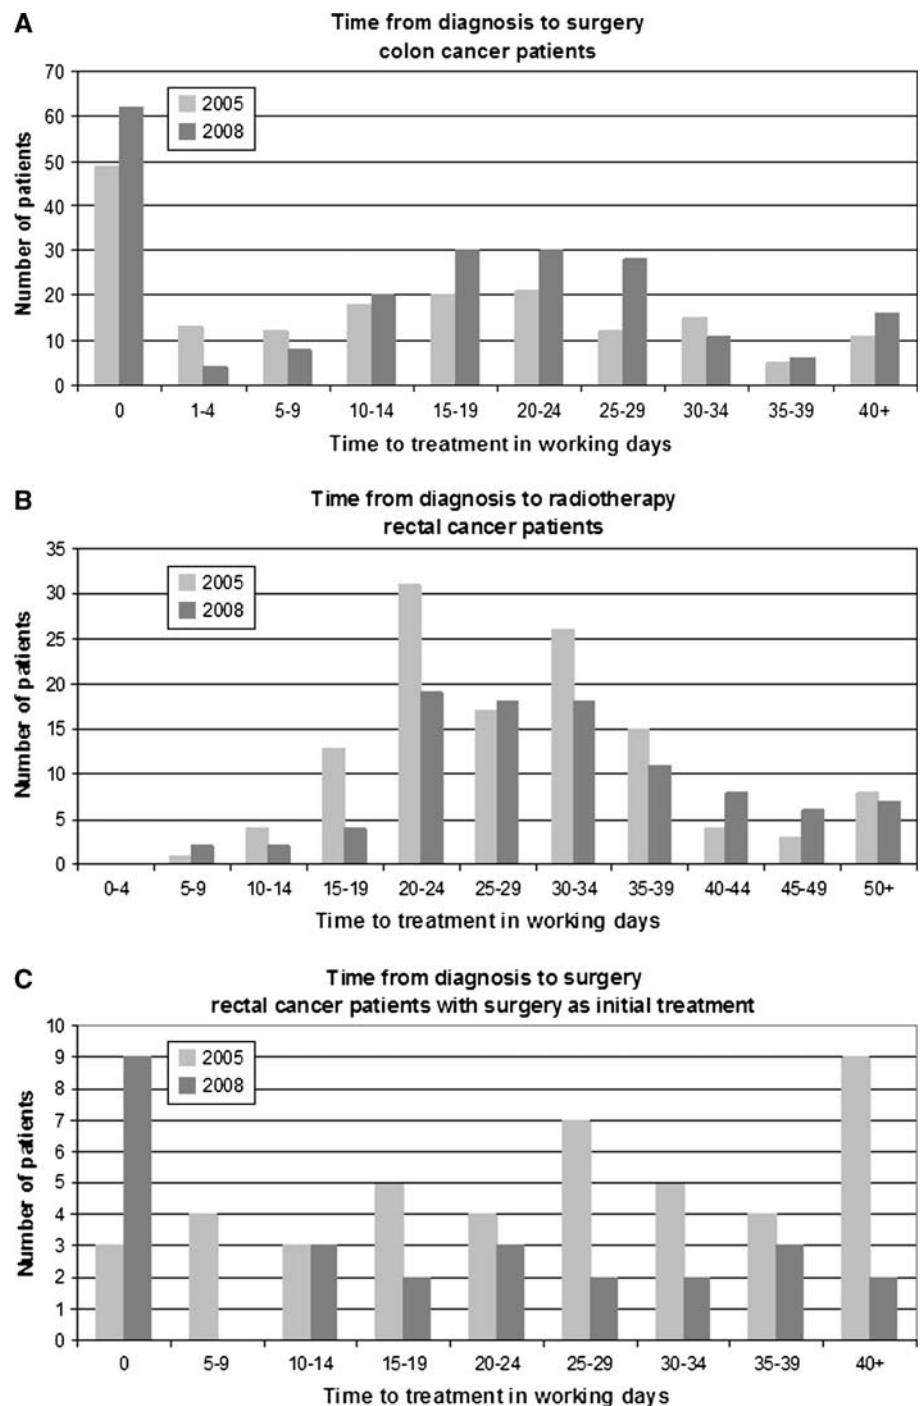 A
Time from diagnosis to surgery
colon cancer patients
70
60
50
40
30
20
10
0
Number of patients
2005
2008
0 1-4 5-9 10-14 15-19 20-24 25-29 30-34 35-39 40+
Time to treatment in working days
B
Time from diagnosis to radiotherapy
rectal cancer patients
35
30
25
20
15
10
5
0
Number of patients
2005
2008
0-4 5-9 10-14 15-19 20-24 25-29 30-34 35-39 40-44 45-49 50+
Time to treatment in working days
C
Time from diagnosis to surgery
rectal cancer patients with surgery as initial treatment
10
9
8
7
6
5
4
3
2
1
0
Number of patients
2005
2008
0 5-9 10-14 15-19 20-24 25-29 30-34 35-39 40+
Time to treatment in working days